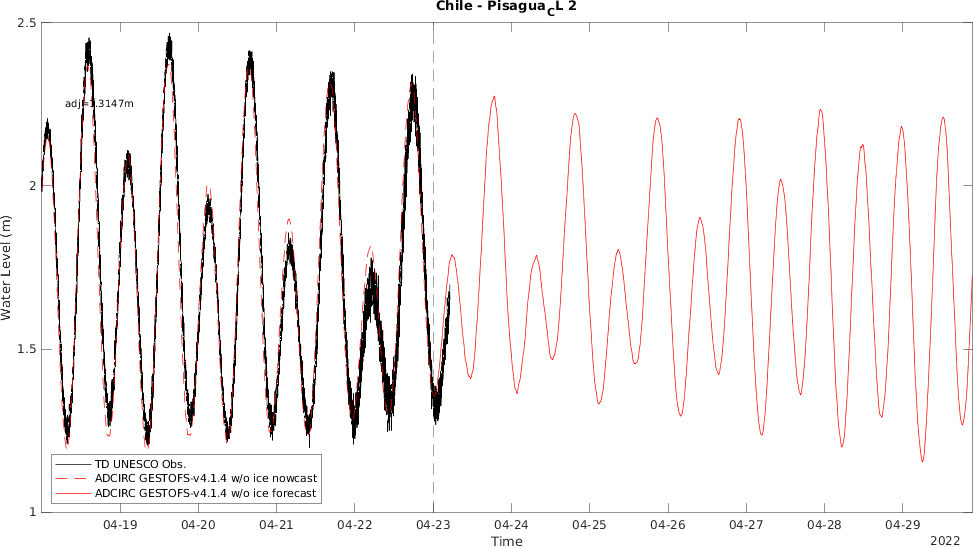 Chile - PisaguaCL 2
2.5
adj=1.3147m
2
Water Level (m)
1.5
TD UNESCO Obs.
ADCIRC GESTOFS-v4.1.4 w/o ice nowcast
ADCIRC GESTOFS-v4.1.4 w/o ice forecast
1
04-19 04-20 04-21 04-22 04-23 04-24 04-25 04-26 04-27 04-28 04-29
Time
2022